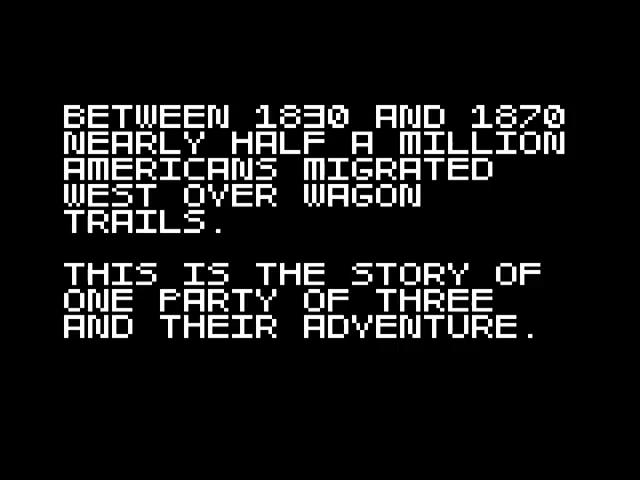 BETWEEN 1830 AND 1870
NEARLY HALF A MILLION
AMERICANS MIGRATED
WEST OVER WAGON
TRAILS.
THIS IS THE STORY OF
ONE PARTY OF THREE
AND THEIR ADVENTURE.